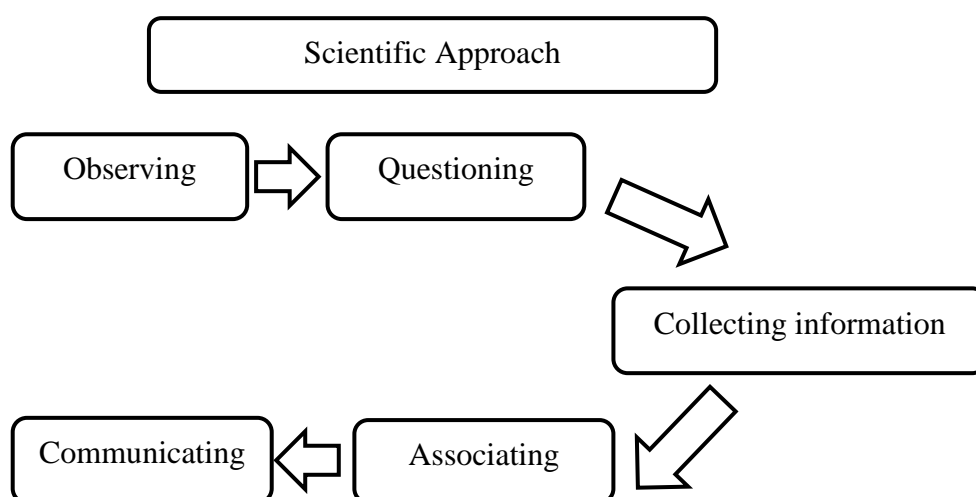 Scientific Approach
Observing
Questioning
Collecting information
Associating
Communicating